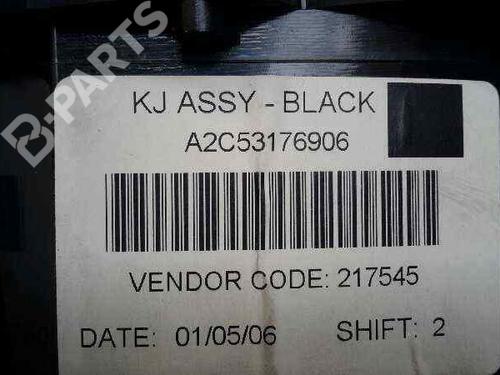 B-PARTS
KJ ASSY - BLACK
A2C53176906
VENDOR CODE: 217545
DATE: 01/05/06 SHIFT: 2